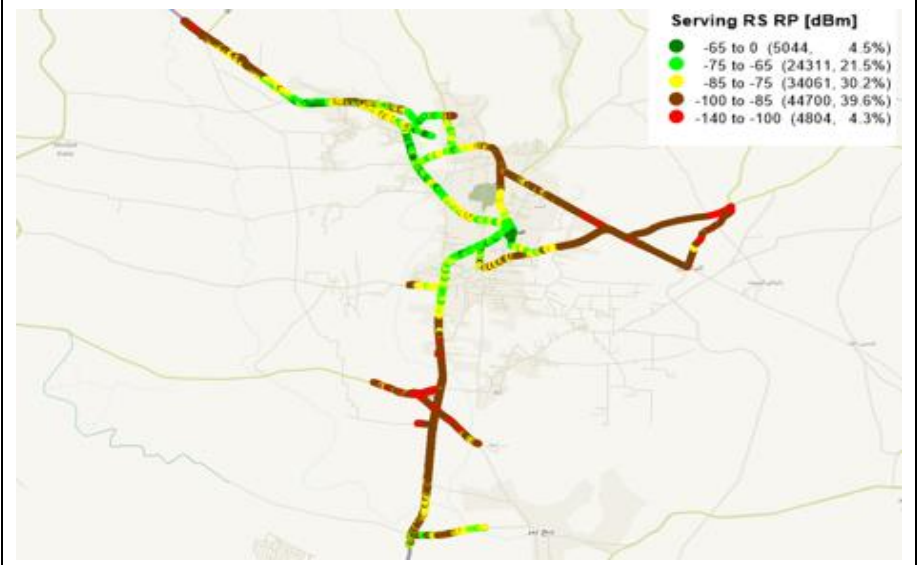 Serving RS RP [dBm]
-65 to 0 (5044, 4.5%)
-75 to -65 (24311, 21.5%)
-85 to -75 (34061, 30.2%)
-100 to -85 (44700, 39.6%)
-140 to -100 (4804, 4.3%)